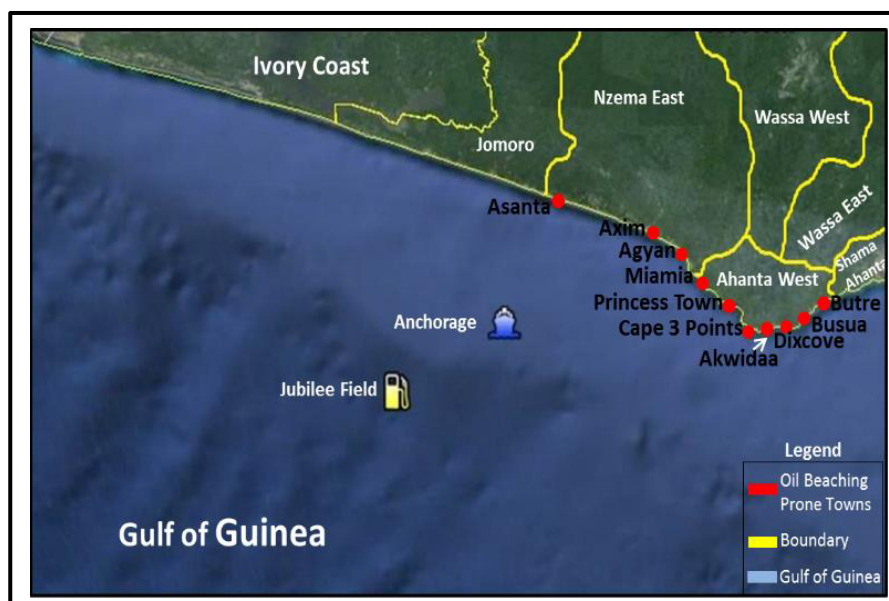 Ivory Coast
Nzema East
Wassa West
Jomoro
Asanta
Axim
Wassa East
Agyan
Shama
Ahanta
Miamia
Ahanta West
Princess Town
Butre
Anchorage
Cape 3 Points
Busua
Dixcove
Akwidaa
Jubilee Field
Legend
Oil Beaching
Prone Towns
Gulf of Guinea
Boundary
Gulf of Guinea